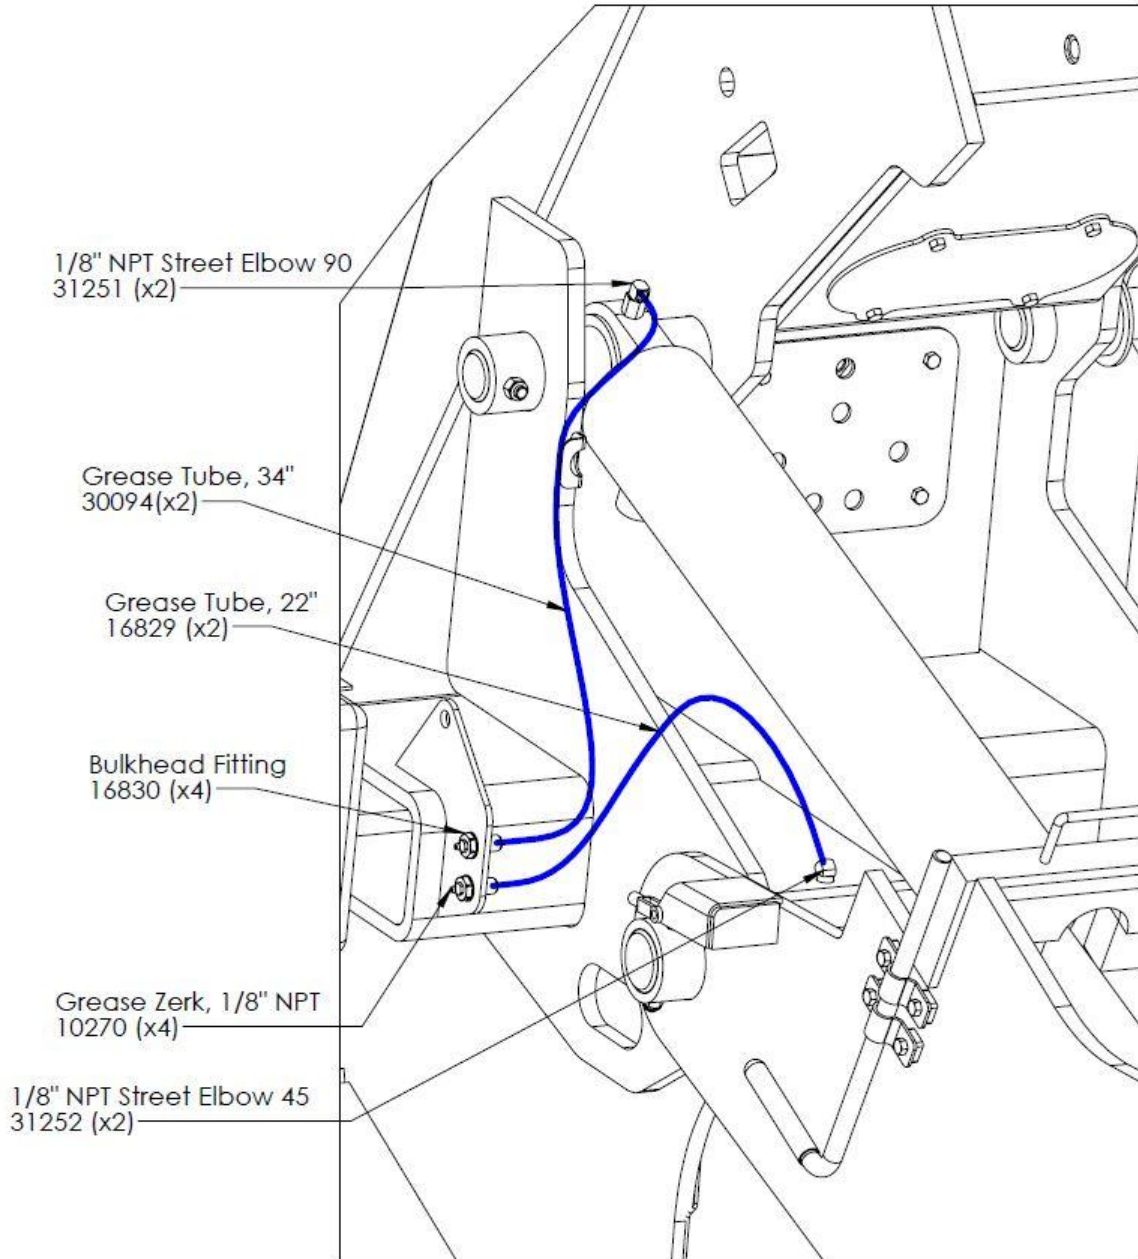 1/8" NPT Street Elbow 90
31251 (x2)
Grease Tube, 34"
30094(x2)
Grease Tube, 22"
16829 (x2)
Bulkhead Fitting
16830 (x4)
Grease Zerk, 1/8" NPT
10270 (x4)
1/8" NPT Street Elbow 45
31252 (x2)